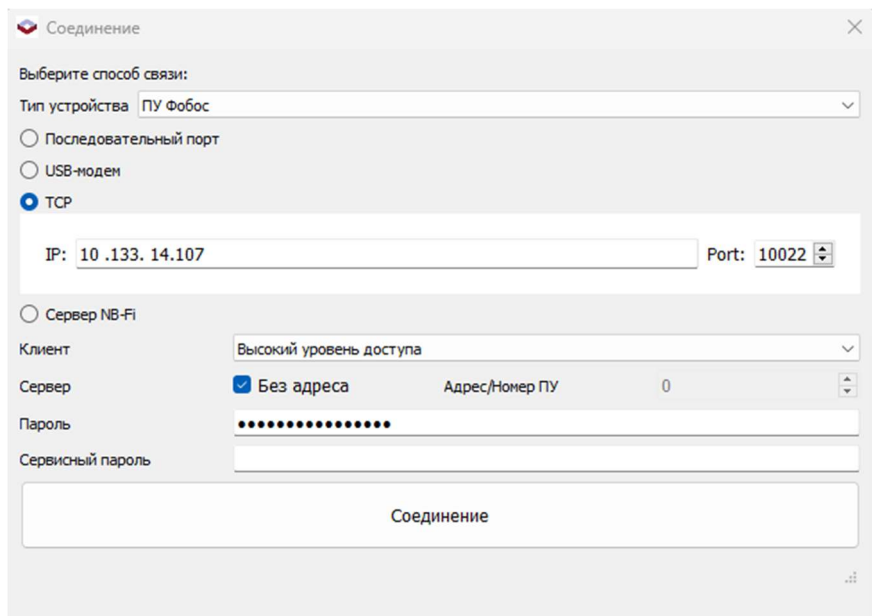 Соединение
Выберите способ связи:
Тип устройства ПУ Фобос
Последовательный порт
USB-модем
TCP
IP: 10 .133. 14.107 Port: 10022
Сервер NB-Fi
Клиент Высокий уровень доступа
Сервер Без адреса Адрес/Номер ПУ 0
Пароль ••••••••••••••••
Сервисный пароль
Соединение